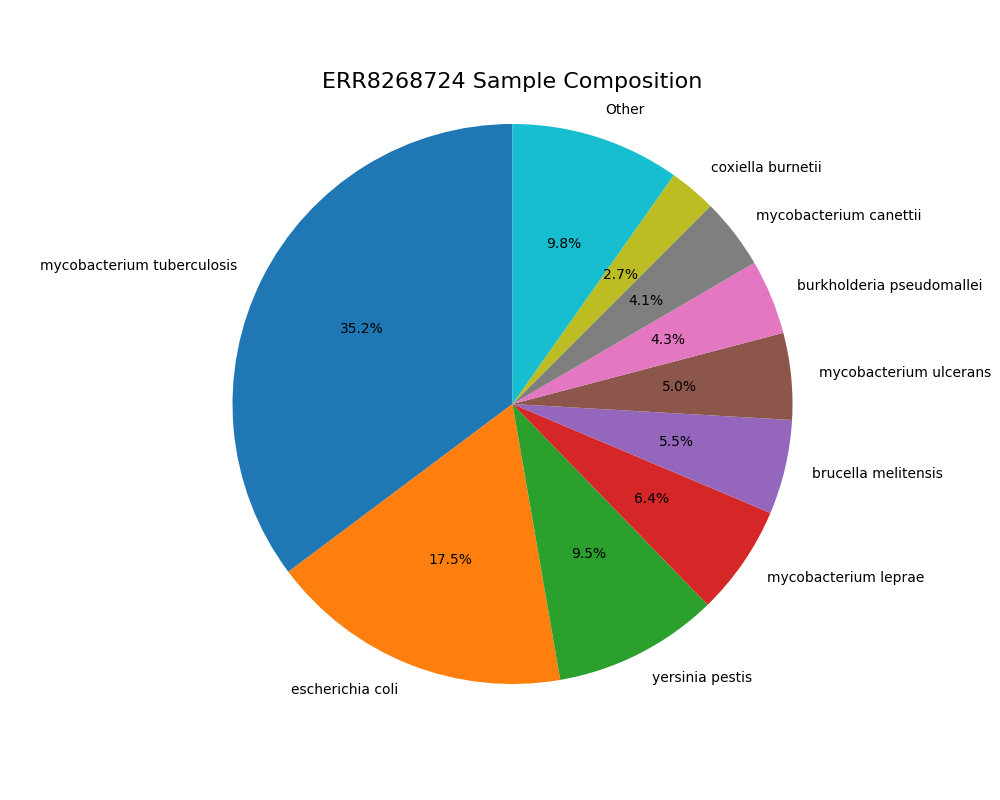 ERR8268724 Sample Composition
Other
coxiella burnetii
mycobacterium canettii
burkholderia pseudomallei
mycobacterium ulcerans
brucella melitensis
mycobacterium leprae
yersinia pestis
escherichia coli
mycobacterium tuberculosis
9.8%
2.7%
4.1%
4.3%
5.0%
5.5%
6.4%
9.5%
17.5%
35.2%